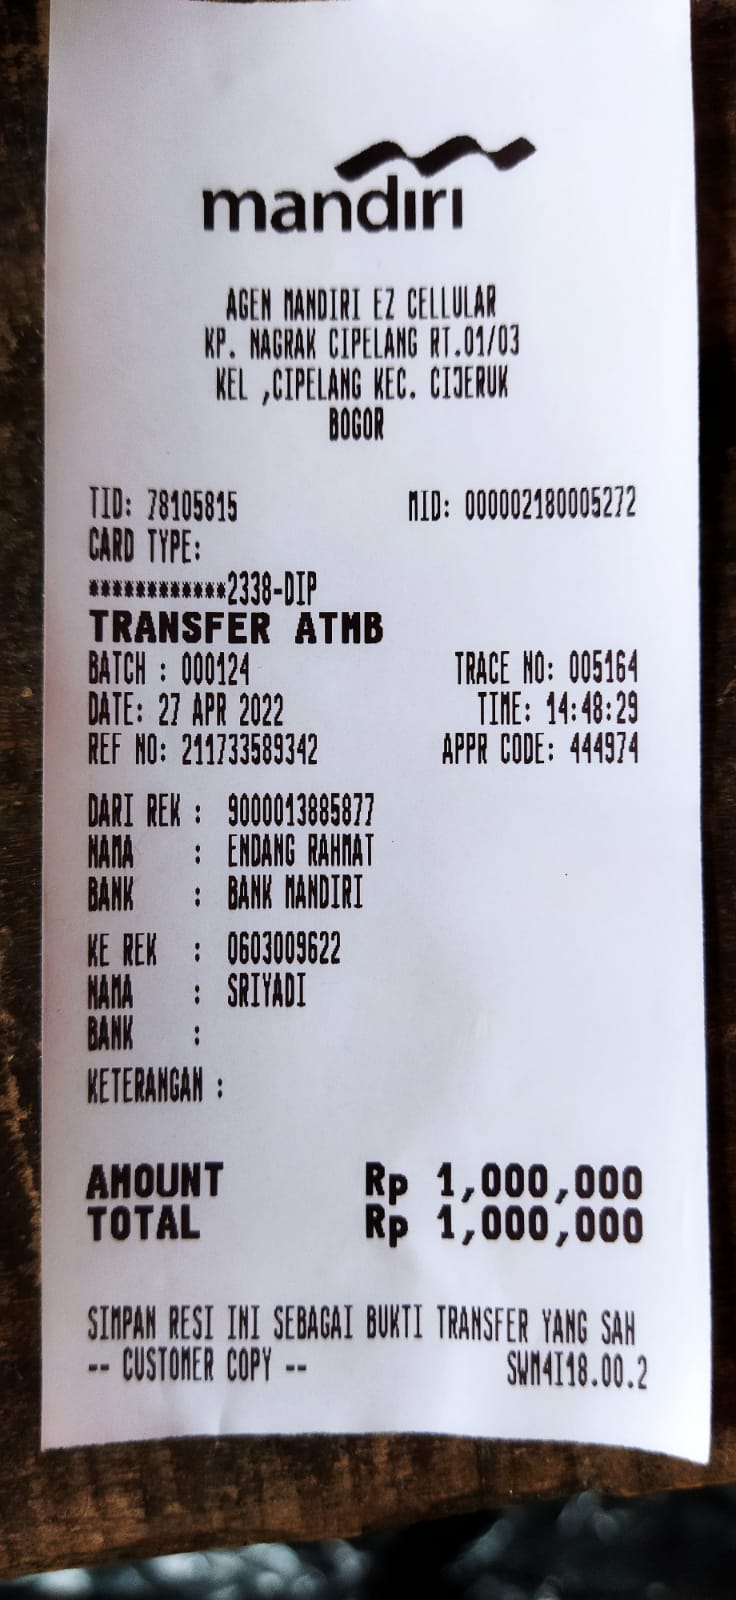 mandiri
AGEN MANDIRI EZ CELLULAR
KP. NAGRAK CIPELANG RT.01/03
KEL ,CIPELANG KEC. CIJERUK
BOGOR
TID: 78105815 MID: 000002180005272
CARD TYPE:
************2338-DIP
TRANSFER ATMB
BATCH : 000124 TRACE NO: 005164
DATE: 27 APR 2022 TIME: 14:48:29
REF NO: 211733589342 APPR CODE: 444974
DARI REK : 9000013885877
NAMA : ENDANG RAHMAT
BANK : BANK MANDIRI
KE REK : 0603009622
NAMA : SRIYADI
BANK :
KETERANGAN :
AMOUNT Rp 1,000,000
TOTAL Rp 1,000,000
SIMPAN RESI INI SEBAGAI BUKTI TRANSFER YANG SAH
-- CUSTOMER COPY -- SWM4I18.00.2